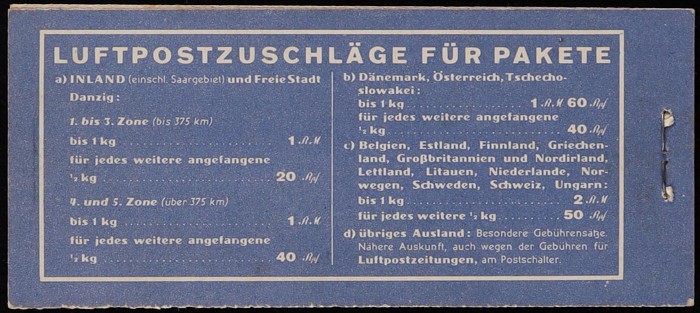 LUFTPOSTZUSCHLÄGE FÜR PAKETE
a) INLAND (einschl. Saargebiet) und Freie Stadt
Danzig:
1. bis 3. Zone (bis 375 km)
bis 1 kg 1 RM
für jedes weitere angefangene
½ kg 20 Rpf
4. und 5. Zone (über 375 km)
bis 1 kg 1 RM
für jedes weitere angefangene
½ kg 40 Rpf
b) Dänemark, Österreich, Tschecho-
slowakei:
bis 1 kg 1 RM 60 Rpf
für jedes weitere angefangene
½ kg 40 Rpf
c) Belgien, Estland, Finnland, Griechen-
land, Großbritannien und Nordirland,
Lettland, Litauen, Niederlande, Nor-
wegen, Schweden, Schweiz, Ungarn:
bis 1 kg 2 RM
für jedes weitere ½ kg 50 Rpf
d) übriges Ausland: Besondere Gebührensätze.
Nähere Auskunft, auch wegen der Gebühren für
Luftpostzeitungen, am Postschalter.